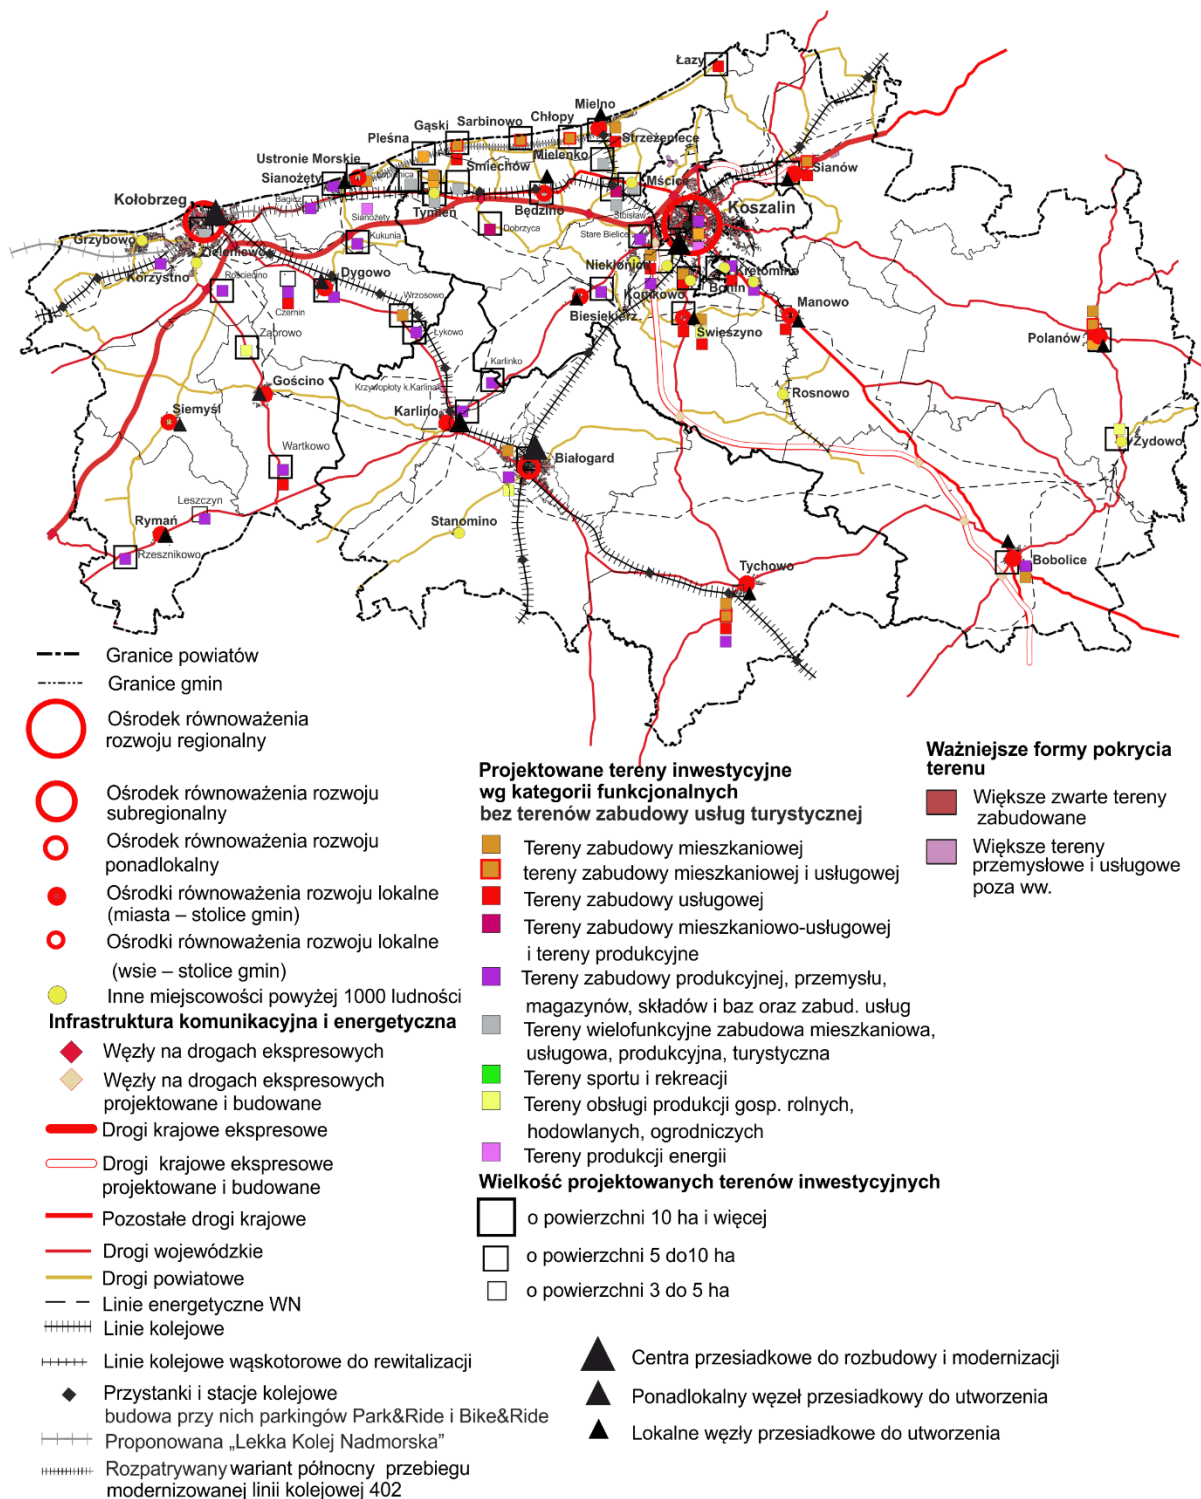 Łazy
Mielno
Chłopy
Sarbinowo
Gąski
Strzeżenice
Pleśna
Mielenko
Śmiechów
Ustronie Morskie
Sianożęty
Sianów
Mścice
Kołobrzeg
Bagicz
Sianożęty
Tymień
Będzino
Stoisław
Koszalin
Dobrzyca
Stare Bielice
Grzybowo
Zieleniewo
Kukunia
Niekłonice
Korzystno
Rościecino
Dygowo
Kretomino
Bonin
Konikowo
Wrzosowo
Czernin
Biesiekierz
Manowo
Łykowo
Świeszyno
Ząbrowo
Polanów
Karlinko
Krzywopłoty k.Karlina
Gościno
Rosnowo
Siemyśl
Karlino
Żydowo
Wartkowo
Białogard
Leszczyn
Rymań
Stanomino
Rzesznikowo
Tychowo
Bobolice
Granice powiatów
Granice gmin
Ośrodek równoważenia
rozwoju regionalny
Ośrodek równoważenia rozwoju
subregionalny
Ośrodek równoważenia rozwoju
ponadlokalny
Ośrodki równoważenia rozwoju lokalne
(miasta – stolice gmin)
Ośrodki równoważenia rozwoju lokalne
(wsie – stolice gmin)
Inne miejscowości powyżej 1000 ludności
Infrastruktura komunikacyjna i energetyczna
Węzły na drogach ekspresowych
Węzły na drogach ekspresowych
projektowane i budowane
Drogi krajowe ekspresowe
Drogi krajowe ekspresowe
projektowane i budowane
Pozostałe drogi krajowe
Drogi wojewódzkie
Drogi powiatowe
Linie energetyczne WN
Linie kolejowe
Linie kolejowe wąskotorowe do rewitalizacji
Przystanki i stacje kolejowe
budowa przy nich parkingów Park&Ride i Bike&Ride
Proponowana „Lekka Kolej Nadmorska”
Rozpatrywany wariant północny przebiegu
modernizowanej linii kolejowej 402
Projektowane tereny inwestycyjne
wg kategorii funkcjonalnych
bez terenów zabudowy usług turystycznej
Tereny zabudowy mieszkaniowej
tereny zabudowy mieszkaniowej i usługowej
Tereny zabudowy usługowej
Tereny zabudowy mieszkaniowo-usługowej
i tereny produkcyjne
Tereny zabudowy produkcyjnej, przemysłu,
magazynów, składów i baz oraz zabud. usług
Tereny wielofunkcyjne zabudowa mieszkaniowa,
usługowa, produkcyjna, turystyczna
Tereny sportu i rekreacji
Tereny obsługi produkcji gosp. rolnych,
hodowlanych, ogrodniczych
Tereny produkcji energii
Wielkość projektowanych terenów inwestycyjnych
o powierzchni 10 ha i więcej
o powierzchni 5 do10 ha
o powierzchni 3 do 5 ha
Centra przesiadkowe do rozbudowy i modernizacji
Ponadlokalny węzeł przesiadkowy do utworzenia
Lokalne węzły przesiadkowe do utworzenia
Ważniejsze formy pokrycia
terenu
Większe zwarte tereny
zabudowane
Większe tereny
przemysłowe i usługowe
poza ww.